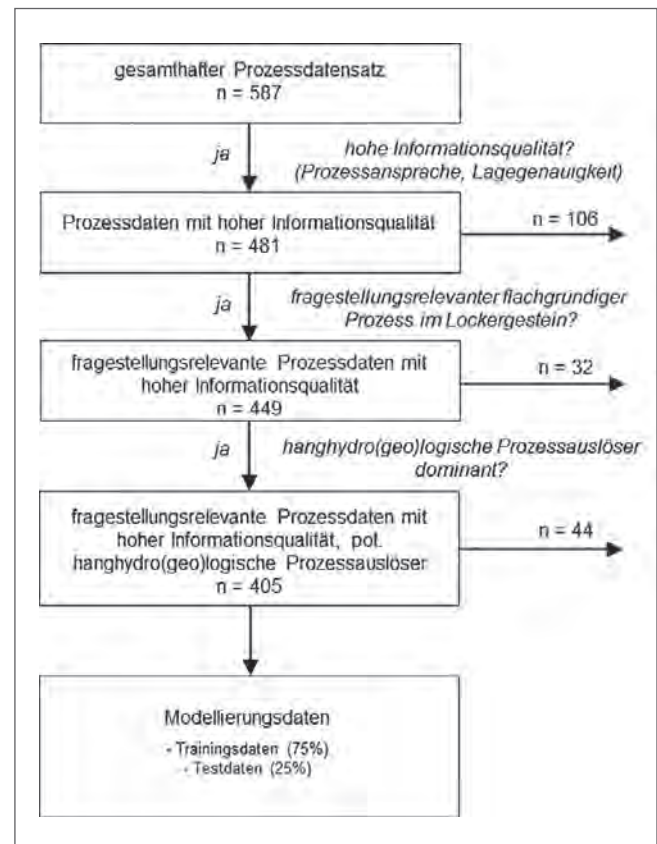 gesamthafter Prozessdatensatz
n = 587
ja
hohe Informationsqualität?
(Prozessansprache, Lagegenauigkeit)
Prozessdaten mit hoher Informationsqualität
n = 481
n = 106
ja
fragestellungsrelevanter flachgründiger
Prozess im Lockergestein?
fragestellungsrelevante Prozessdaten mit
hoher Informationsqualität
n = 449
n = 32
ja
hanghydro(geo)logische Prozessauslöser
dominant?
fragestellungsrelevante Prozessdaten mit
hoher Informationsqualität, pot.
hanghydro(geo)logische Prozessauslöser
n = 405
n = 44
Modellierungsdaten
- Trainingsdaten (75%)
- Testdaten (25%)